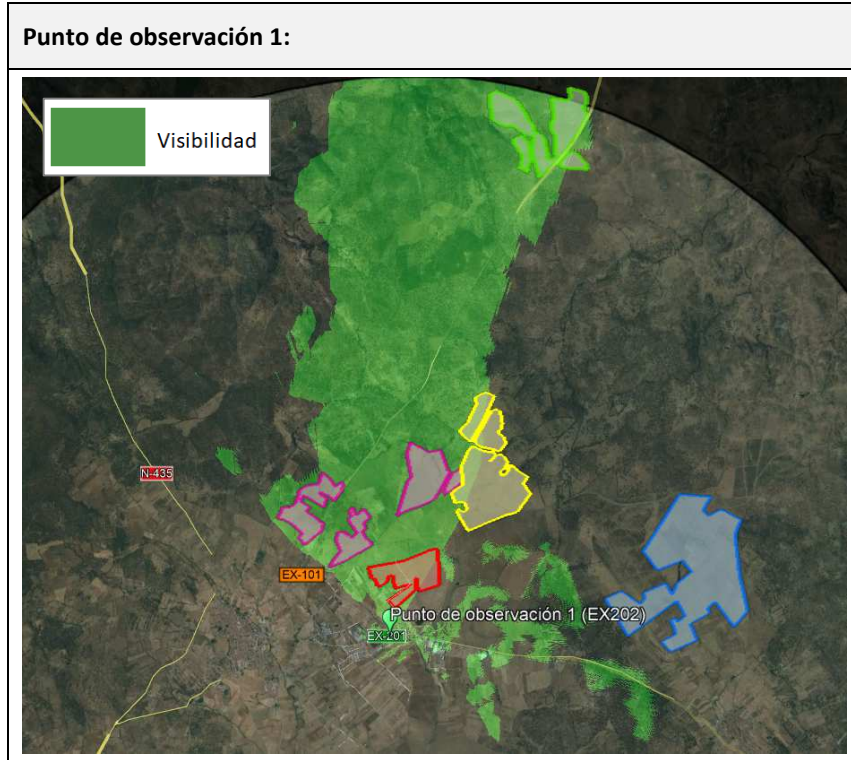 Punto de observación 1:
Visibilidad
N-435
EX-101
Punto de observación 1 (EX202)
EX-201